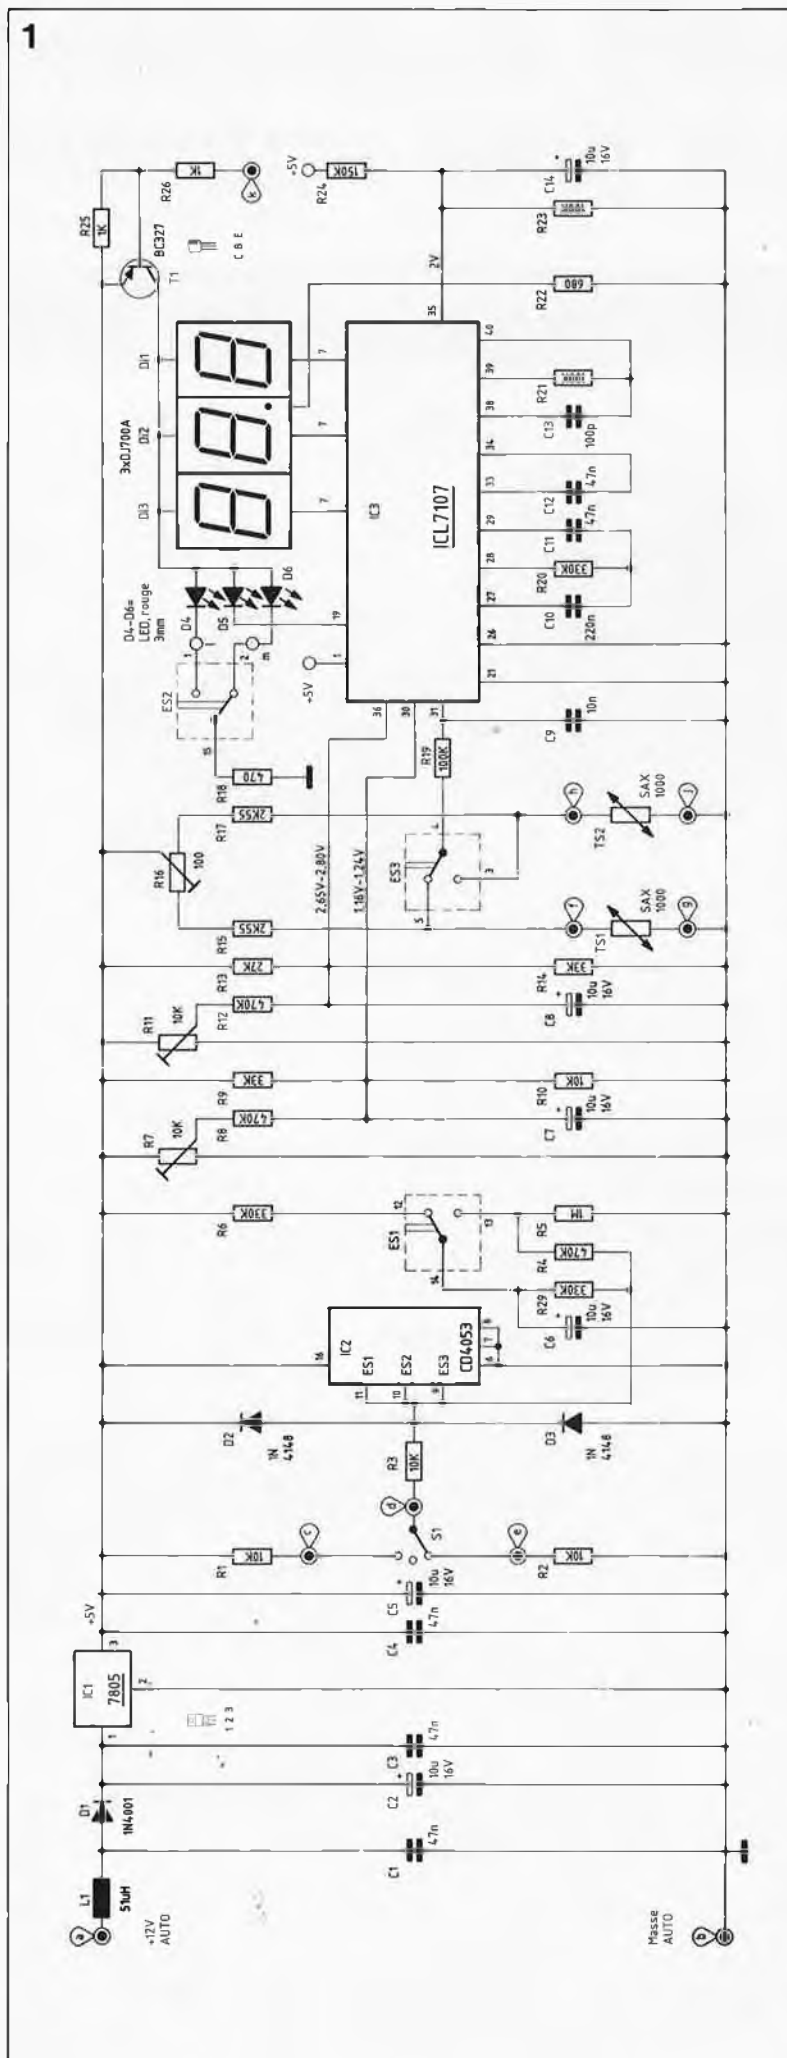 1
a
+12V
AUTO
L1
51uH
D1
1N4001
C1
47n
C2
+
10u
16V
C3
47n
1
IC1
7805
2
3
1 2 3
+5V
C4
47n
C5
+
10u
16V
R1
10K
c
S1
d
e
R2
10K
R3
10K
D2
1N
4148
D3
1N
4148
16
IC2
ES1
ES2
ES3
CD4053
11
10
9
6
7
8
R6
330K
12
ES1
13
14
R5
1M
R4
470K
R29
330K
C6
+
10u
16V
R7
10K
R8
470K
R9
33K
R10
10K
C7
+
10u
16V
R11
10K
R12
470K
R13
27K
R14
33K
C8
+
10u
16V
R15
2K55
R16
100
R17
2K55
2,65V-2,80V
1,16V-1,24V
5
ES3
4
3
f
TS1
SAX
1000
g
h
TS2
SAX
1000
j
R18
470
15
ES2
1
2
l
m
D4-D6=
LED, rouge
3mm
D4
D5
D6
+5V
R19
100K
C9
10n
36
30
31
1
19
7
7
7
IC3
ICL7107
35
2V
21
26
27
28
29
33
34
38
39
40
C10
220n
R20
330K
C11
47n
C12
47n
C13
100p
R21
R22
680
R23
C14
+
10u
16V
Di3
Di2
Di1
3xDJ700A
T1
BC327
C B E
R25
1K
R26
1K
k
+5V
R24
150K
Masse
AUTO
b